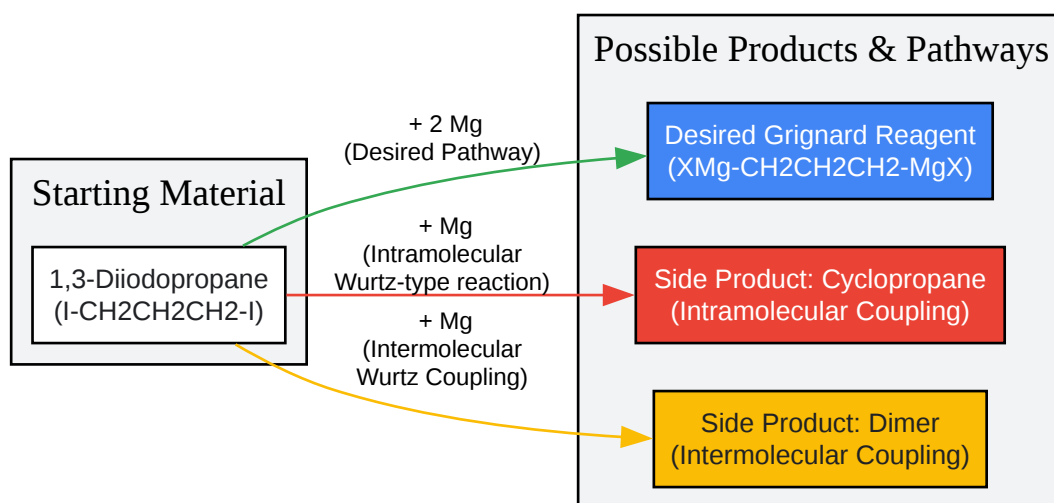 Possible Products & Pathways
+ 2 Mg
(Desired Pathway)
Desired Grignard Reagent
(XMg-CH2CH2CH2-MgX)
Starting Material
1,3-Diiodopropane
(I-CH2CH2CH2-I)
+ Mg
(Intramolecular
Wurtz-type reaction)
Side Product: Cyclopropane
(Intramolecular Coupling)
+ Mg
(Intermolecular
Wurtz Coupling)
Side Product: Dimer
(Intermolecular Coupling)